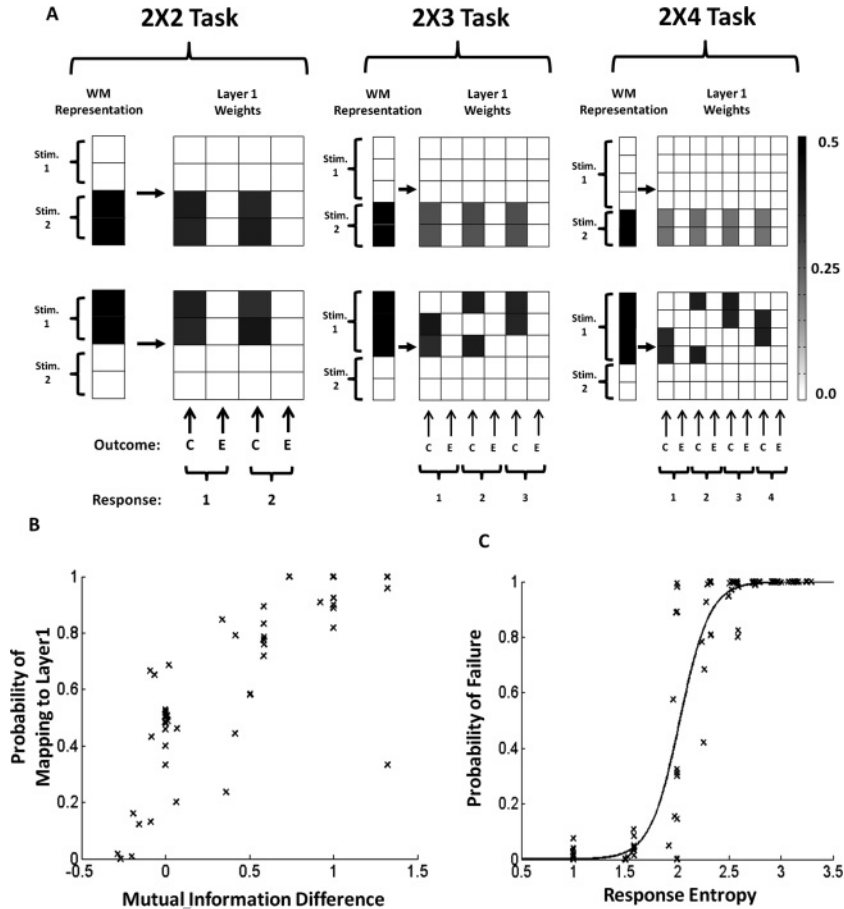 A
2X2 Task
2X3 Task
2X4 Task
WM
Representation
Layer 1
Weights
WM
Representation
Layer 1
Weights
WM
Representation
Layer 1
Weights
Stim.
1
Stim.
2
Stim.
1
Stim.
2
Stim.
1
Stim.
2
0.5
0.25
0.0
Stim.
1
Stim.
2
Stim.
1
Stim.
2
Stim.
1
Stim.
2
Outcome: C E C E
C E C E C E
C E C E C E C E
Response: 1 2
1 2 3
1 2 3 4
B
Probability of
Mapping to Layer1
1
0.8
0.6
0.4
0.2
0
-0.5 0 0.5 1 1.5
Mutual_Information Difference
C
Probability of Failure
1
0.8
0.6
0.4
0.2
0
0.5 1 1.5 2 2.5 3 3.5
Response Entropy